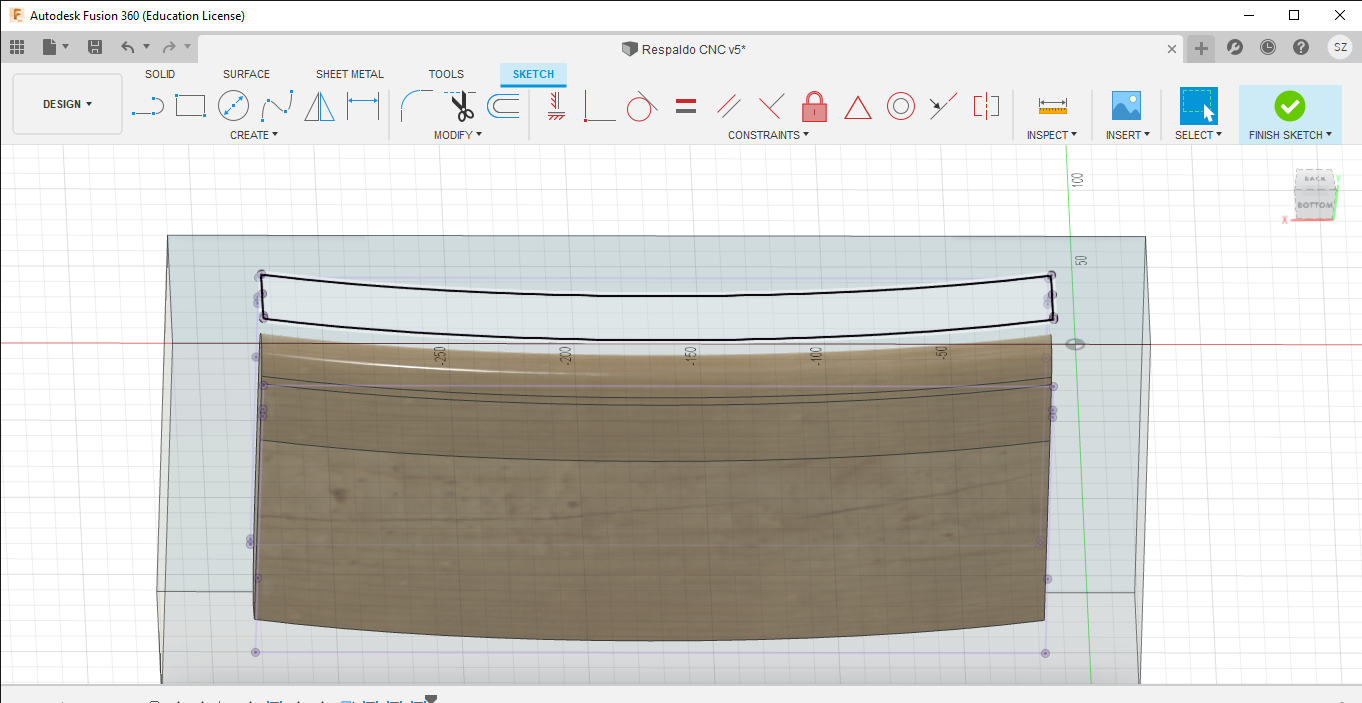 Autodesk Fusion 360 (Education License)
Respaldo CNC v5*
SZ
SOLID SURFACE SHEET METAL TOOLS SKETCH
DESIGN ▾
CREATE ▾ MODIFY ▾ CONSTRAINTS ▾ INSPECT ▾ INSERT ▾ SELECT ▾ FINISH SKETCH ▾
100
BACK
BOTTOM
X
Y
50
-250 -200 -150 -100 -50